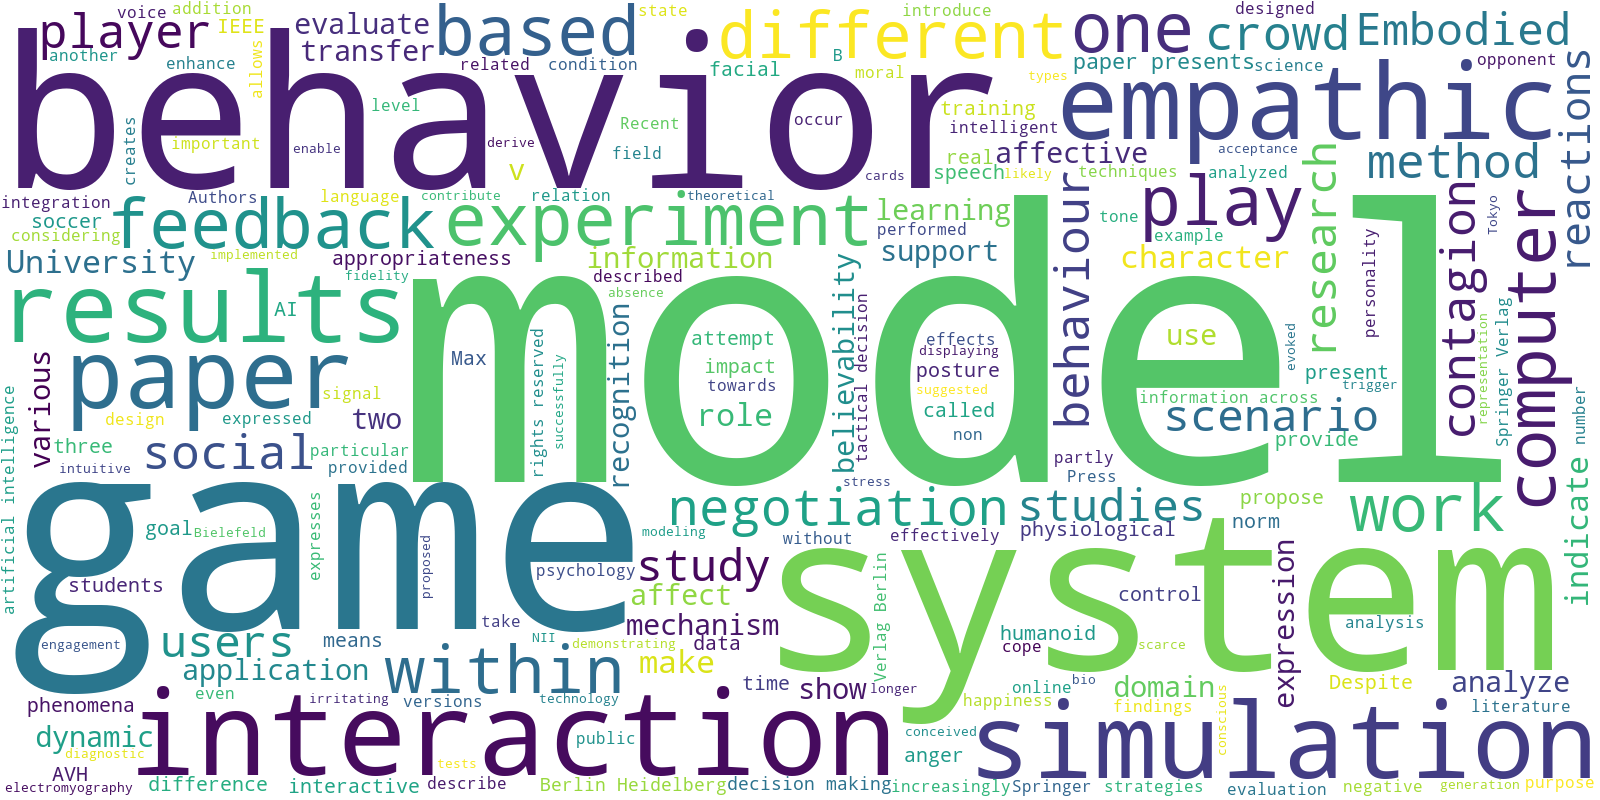 voice addition
state
introduce
designed
player IEEE evaluate based different one crowd Embodied
another transfer
enhance allows related condition facial B moral types paper presents science opponent
behavior
level
Recent
training
empathic
reactions
creates important enable derive occur intelligent acceptance
field
v
real affective
method
integration Authors language contribute relation theoretical cards speech likely techniques analyzed
soccer feedback experiment learning tone play
considering performed example
University implemented appropriateness information described support character
fidelity absence
results AI
model
recognition
believability
tactical decision
behaviour
research
personality
contagion
Tokyo
computer
Springer Verlag
representation
evoked
various paper Max
rights reserved
successfully
attempt effects
displaying
impact posture
towards suggested
role called
non
use
present
trigger
information across
scenario
provide
signal
design expressed two
three social particular
intuitive provided
partly
Press
stress
number
artificial intelligence
game
goal Bielefeld
expresses
proposed
negotiation studies propose work
modeling without effectively physiological norm
indicate
students psychology study
system
affect
Verlag Berlin
control
expression
analysis
engagement users means take NII mechanism
demonstrating data
humanoid
cope scarce
application within make time show longer
even irritating versions technology
happiness online bio domain
findings
conscious
Despite analyze
literature
phenomena
interaction
dynamic
diagnostic
public
conceived
anger
simulation
AVH tests
electromyography difference interactive describe Berlin Heidelberg decision making increasingly Springer strategies evaluation negative generation purpose